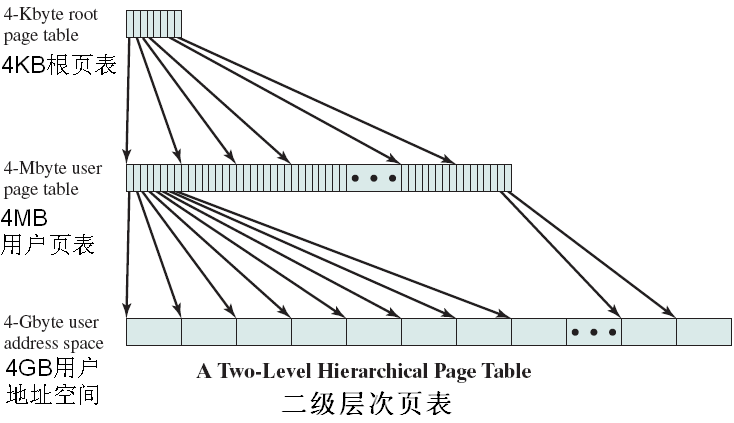 4-Kbyte root
page table
4KB根页表
4-Mbyte user
page table
4MB
用户页表
4-Gbyte user
address space
4GB用户
地址空间
A Two-Level Hierarchical Page Table
二级层次页表